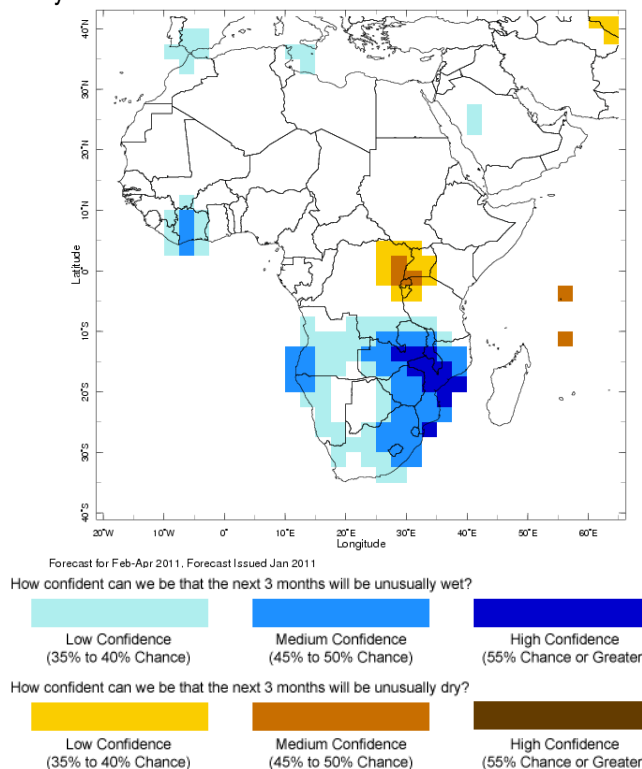 40°N
30°N
20°N
10°N
0°
10°S
20°S
30°S
40°S
Latitude
20°W 10°W 0° 10°E 20°E 30°E 40°E 50°E 60°E
Longitude
Forecast for Feb-Apr 2011, Forecast Issued Jan 2011
How confident can we be that the next 3 months will be unusually wet?
Low Confidence Medium Confidence High Confidence
(35% to 40% Chance) (45% to 50% Chance) (55% Chance or Greater
How confident can we be that the next 3 months will be unusually dry?
Low Confidence Medium Confidence High Confidence
(35% to 40% Chance) (45% to 50% Chance) (55% Chance or Greater